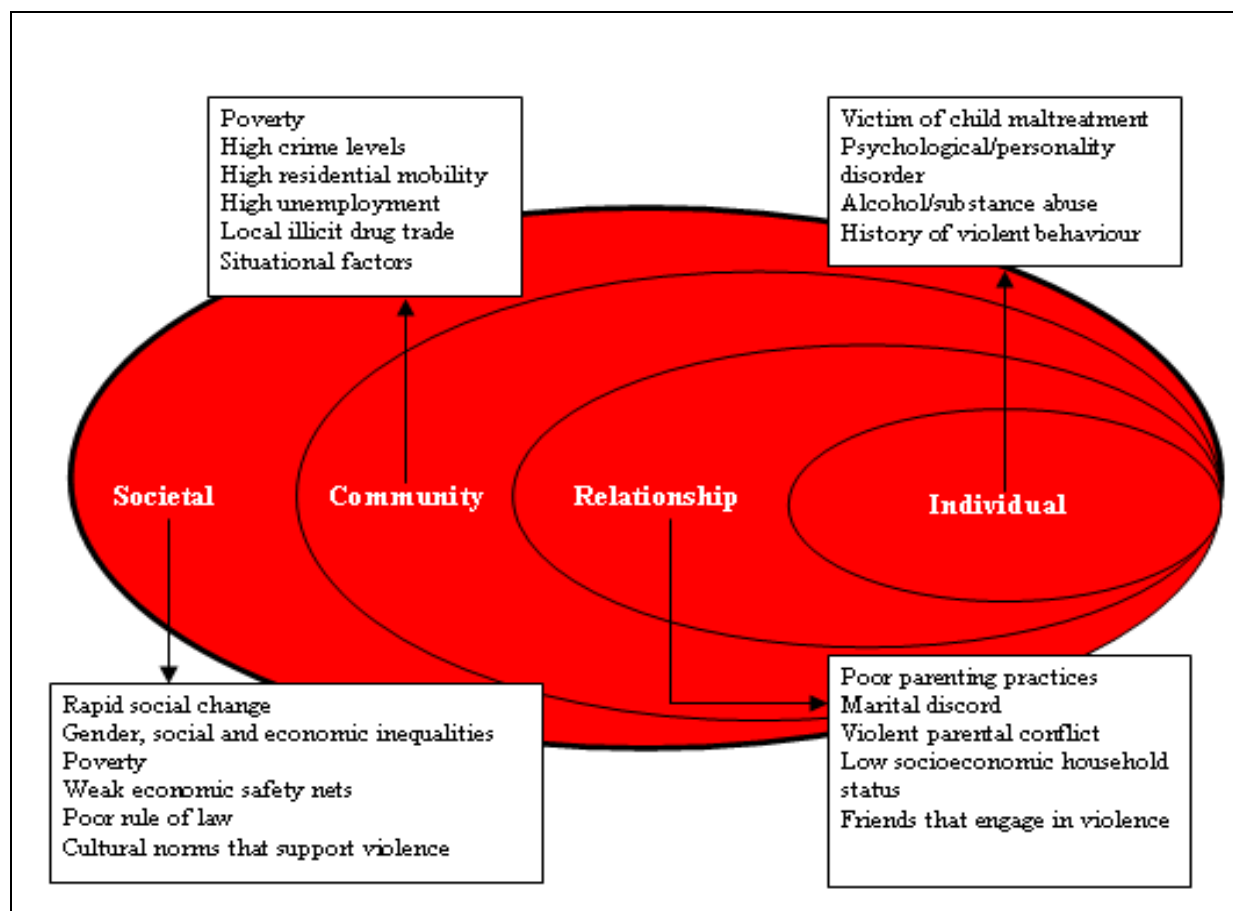 Poverty
High crime levels
High residential mobility
High unemployment
Local illicit drug trade
Situational factors
Victim of child maltreatment
Psychological/personality
disorder
Alcohol/substance abuse
History of violent behaviour
Societal
Community
Relationship
Individual
Rapid social change
Gender, social and economic inequalities
Poverty
Weak economic safety nets
Poor rule of law
Cultural norms that support violence
Poor parenting practices
Marital discord
Violent parental conflict
Low socioeconomic household
status
Friends that engage in violence